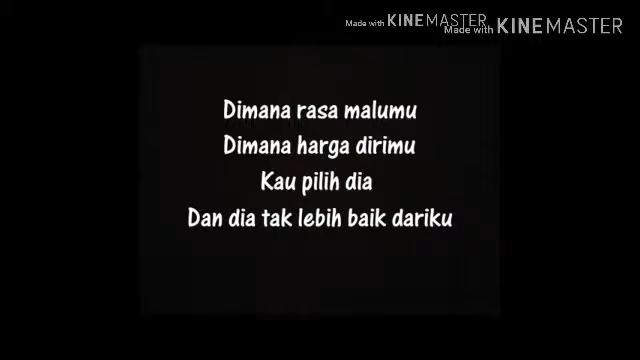 Made with KINEMASTER
Made with KINEMASTER
Dimana rasa malumu
Dimana harga dirimu
Kau pilih dia
Dan dia tak lebih baik dariku